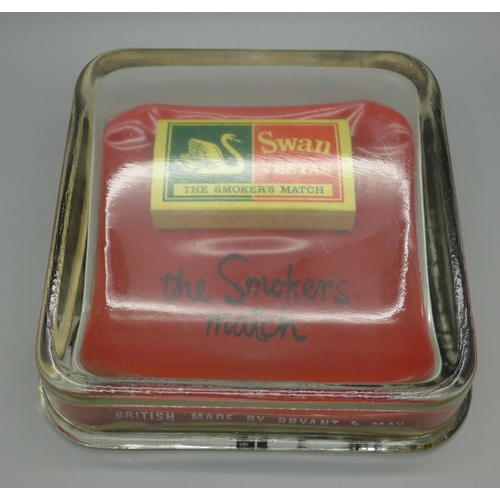 Swan
VESTAS
THE SMOKER'S MATCH
the Smoker's
match
BRITISH MADE BY BRYANT & MAY